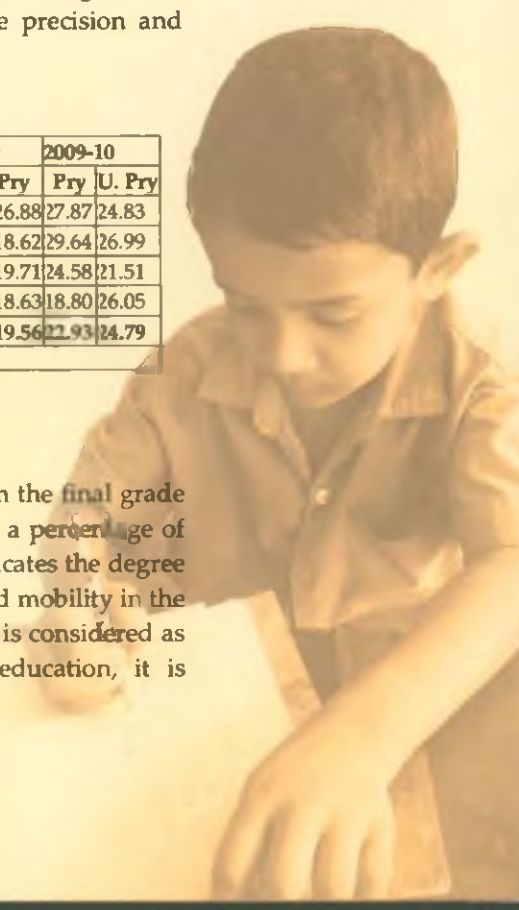 e precision and
2009-10
Pry Pry U. Pry
26.88 27.87 24.83
18.62 29.64 26.99
19.71 24.58 21.51
18.63 18.80 26.05
19.56 22.93 24.79
n the final grade
a percentage of
icates the degree
d mobility in the
is considered as
education, it is